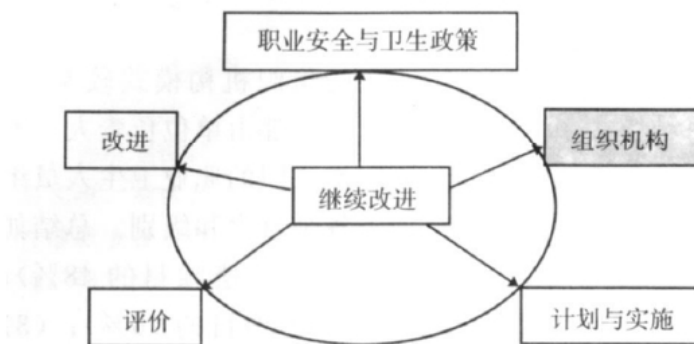 职业安全与卫生政策
改进
组织机构
继续改进
评价
计划与实施